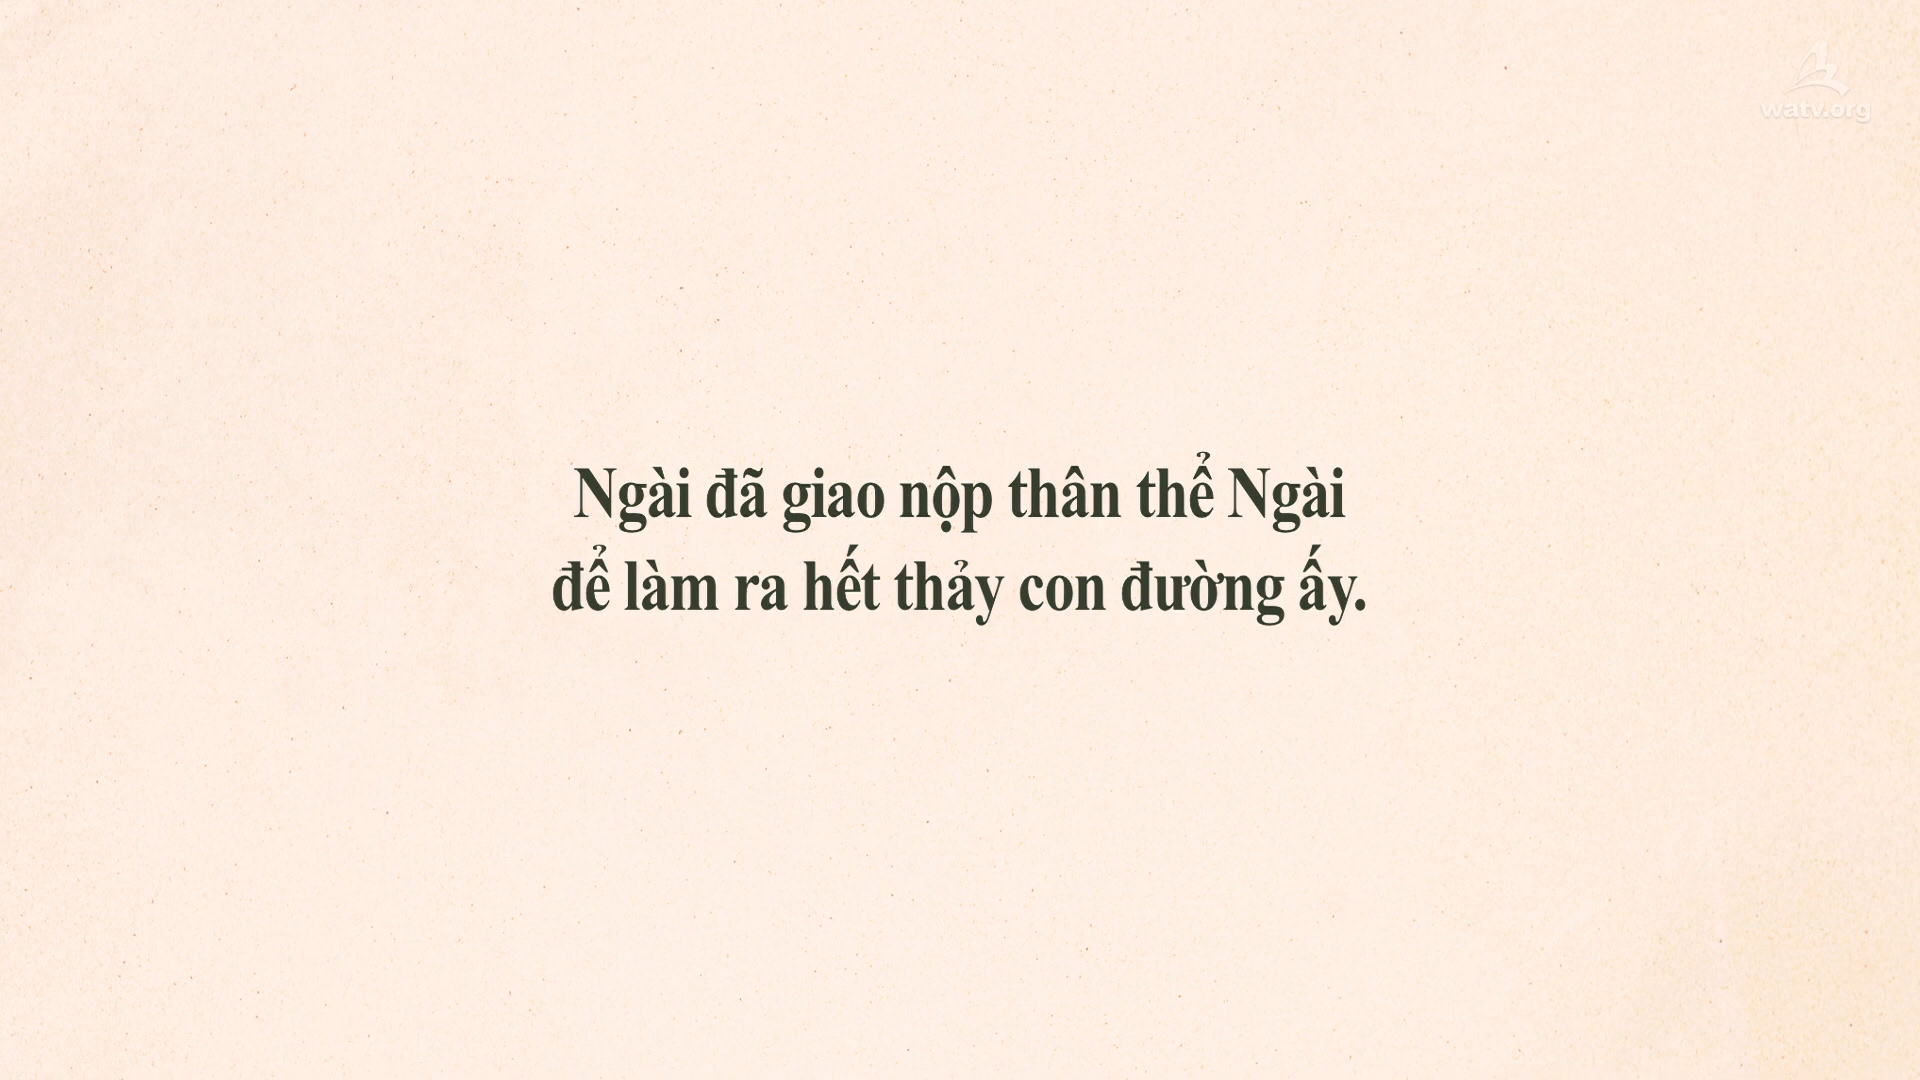 watv.org
Ngài đã giao nộp thân thể Ngài
để làm ra hết thảy con đường ấy.